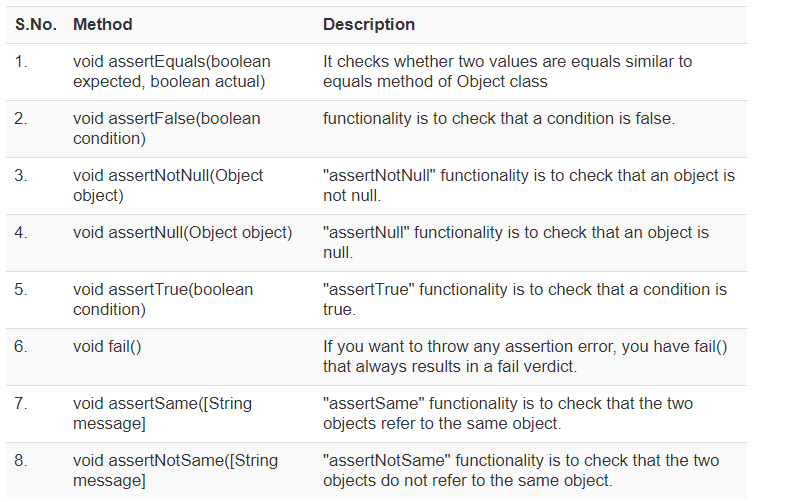 S.No. Method Description
1. void assertEquals(boolean It checks whether two values are equals similar to
expected, boolean actual) equals method of Object class
2. void assertFalse(boolean functionality is to check that a condition is false.
condition)
3. void assertNotNull(Object "assertNotNull" functionality is to check that an object is
object) not null.
4. void assertNull(Object object) "assertNull" functionality is to check that an object is
null.
5. void assertTrue(boolean "assertTrue" functionality is to check that a condition is
condition) true.
6. void fail() If you want to throw any assertion error, you have fail()
that always results in a fail verdict.
7. void assertSame([String "assertSame" functionality is to check that the two
message] objects refer to the same object.
8. void assertNotSame([String "assertNotSame" functionality is to check that the two
message] objects do not refer to the same object.